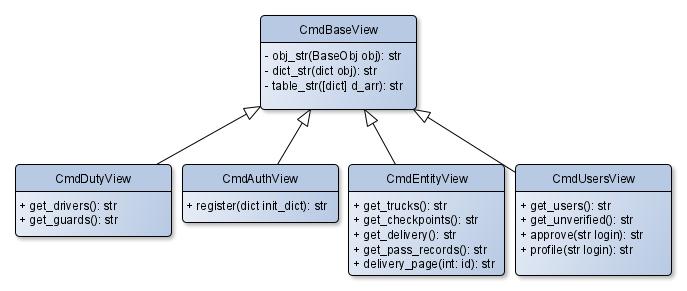 CmdBaseView
- obj_str(BaseObj obj): str
- dict_str(dict obj): str
- table_str([dict] d_arr): str
CmdDutyView
+ get_drivers(): str
+ get_guards(): str
CmdAuthView
+ register(dict init_dict): str
CmdEntityView
+ get_trucks(): str
+ get_checkpoints(): str
+ get_delivery(): str
+ get_pass_records(): str
+ delivery_page(int: id): str
CmdUsersView
+ get_users(): str
+ get_unverified(): str
+ approve(str login): str
+ profile(str login): str